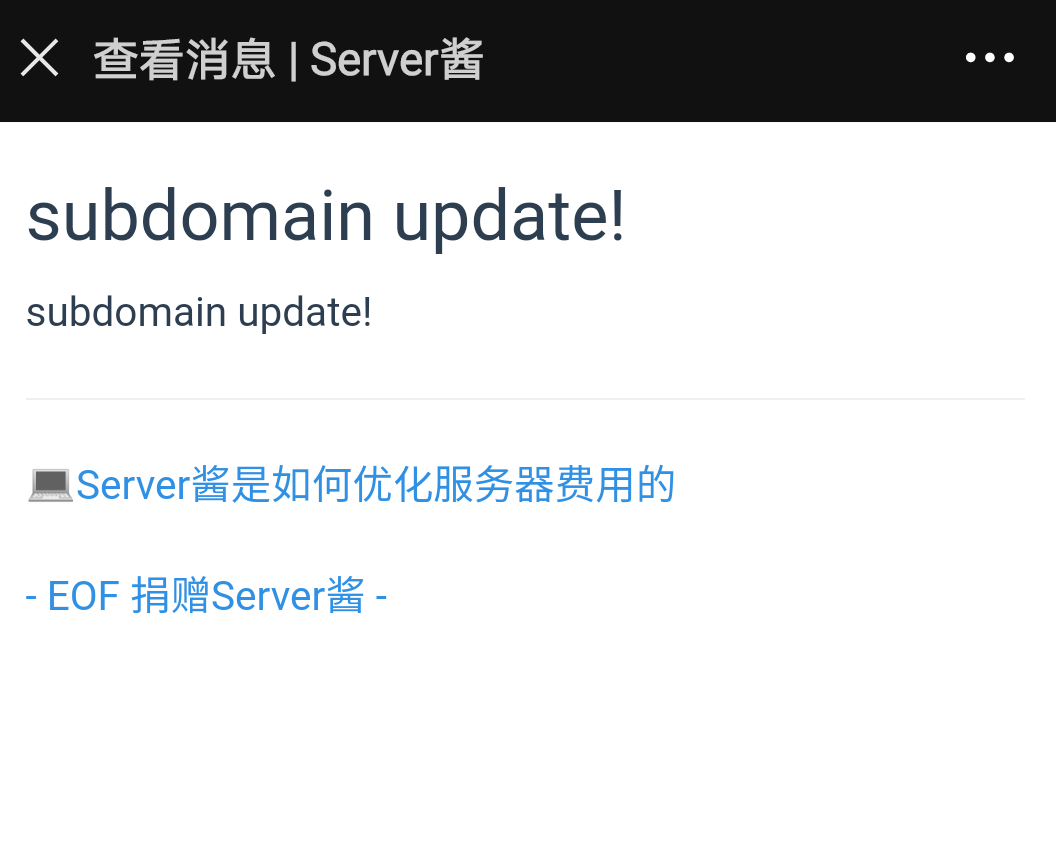 查看消息 | Server酱
subdomain update!
subdomain update!
💻Server酱是如何优化服务器费用的
- EOF 捐赠Server酱 -